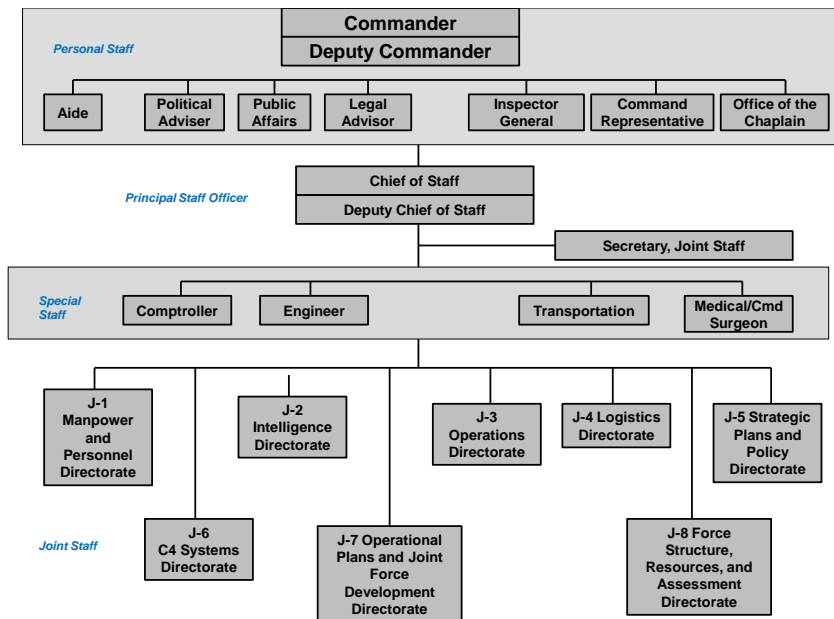 Commander
Deputy Commander
Personal Staff
Aide
Political
Adviser
Public
Affairs
Legal
Advisor
Inspector
General
Command
Representative
Office of the
Chaplain
Chief of Staff
Principal Staff Officer
Deputy Chief of Staff
Secretary, Joint Staff
Special
Staff
Comptroller
Engineer
Transportation
Medical/Cmd
Surgeon
J-1
Manpower
and
Personnel
Directorate
J-2
Intelligence
Directorate
J-3
Operations
Directorate
J-4 Logistics
Directorate
J-5 Strategic
Plans and
Policy
Directorate
Joint Staff
J-6
C4 Systems
Directorate
J-7 Operational
Plans and Joint
Force
Development
Directorate
J-8 Force
Structure,
Resources, and
Assessment
Directorate